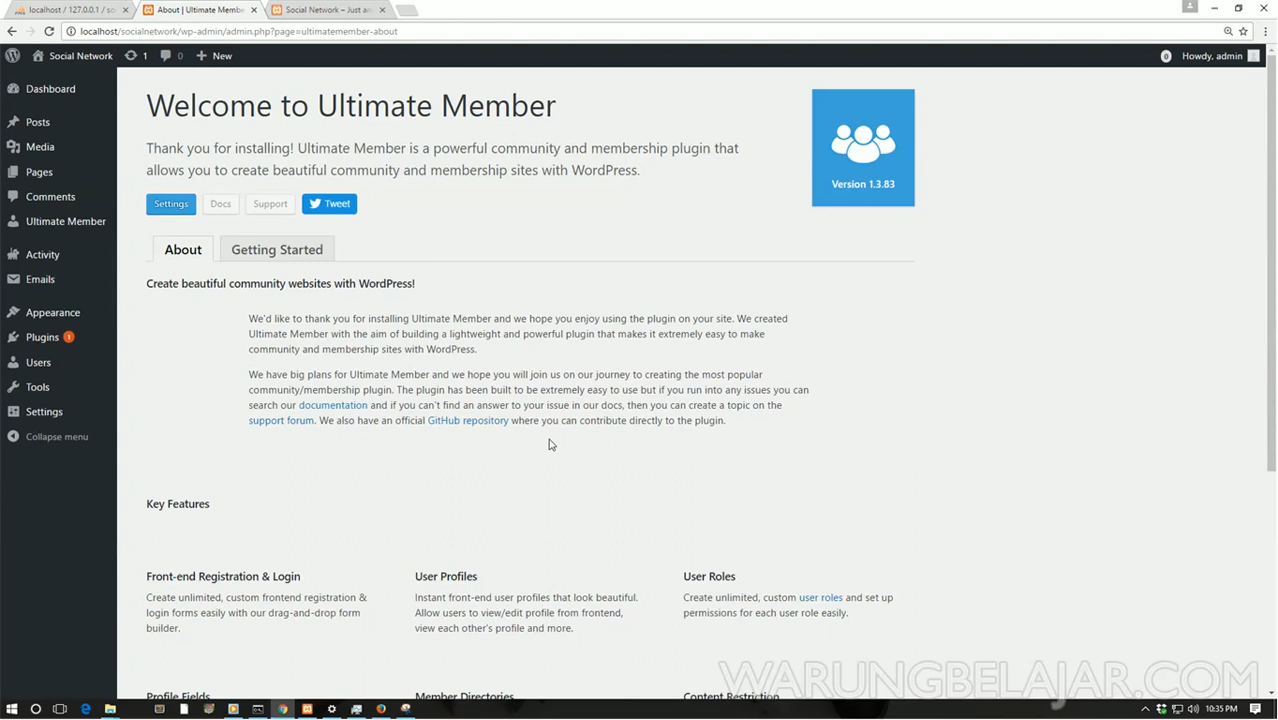 localhost / 127.0.0.1 / so
About | Ultimate Membe
Social Network – Just an
localhost/socialnetwork/wp-admin/admin.php?page=ultimatemember-about
Social Network
1
0
New
0
Howdy, admin
Dashboard
Posts
Media
Pages
Comments
Ultimate Member
Activity
Emails
Appearance
Plugins 1
Users
Tools
Settings
Collapse menu
Welcome to Ultimate Member
Thank you for installing! Ultimate Member is a powerful community and membership plugin that
allows you to create beautiful community and membership sites with WordPress.
Version 1.3.83
Settings
Docs
Support
Tweet
About
Getting Started
Create beautiful community websites with WordPress!
We'd like to thank you for installing Ultimate Member and we hope you enjoy using the plugin on your site. We created
Ultimate Member with the aim of building a lightweight and powerful plugin that makes it extremely easy to make
community and membership sites with WordPress.
We have big plans for Ultimate Member and we hope you will join us on our journey to creating the most popular
community/membership plugin. The plugin has been built to be extremely easy to use but if you run into any issues you can
search our documentation and if you can't find an answer to your issue in our docs, then you can create a topic on the
support forum. We also have an official GitHub repository where you can contribute directly to the plugin.
Key Features
Front-end Registration & Login
Create unlimited, custom frontend registration &
login forms easily with our drag-and-drop form
builder.
User Profiles
Instant front-end user profiles that look beautiful.
Allow users to view/edit profile from frontend,
view each other's profile and more.
User Roles
Create unlimited, custom user roles and set up
permissions for each user role easily.
Profile Fields
Member Directories
Content Restriction
WARUNGBELAJAR.COM
10:35 PM